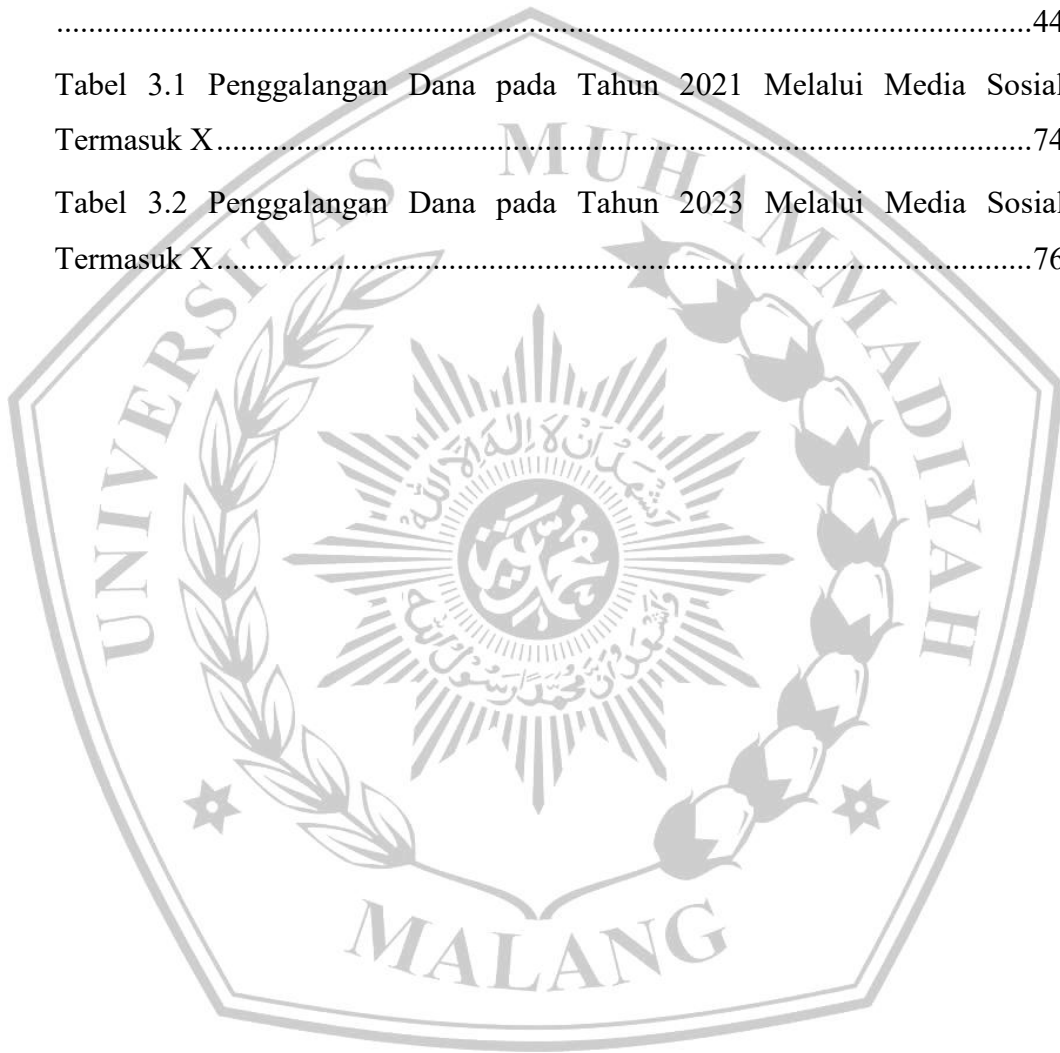 ............................................................................................................................44
Tabel 3.1 Penggalangan Dana pada Tahun 2021 Melalui Media Sosial
Termasuk X........................................................................................................74
Tabel 3.2 Penggalangan Dana pada Tahun 2023 Melalui Media Sosial
Termasuk X........................................................................................................76
UNIVERSITAS MUHAMMADIYAH
MALANG